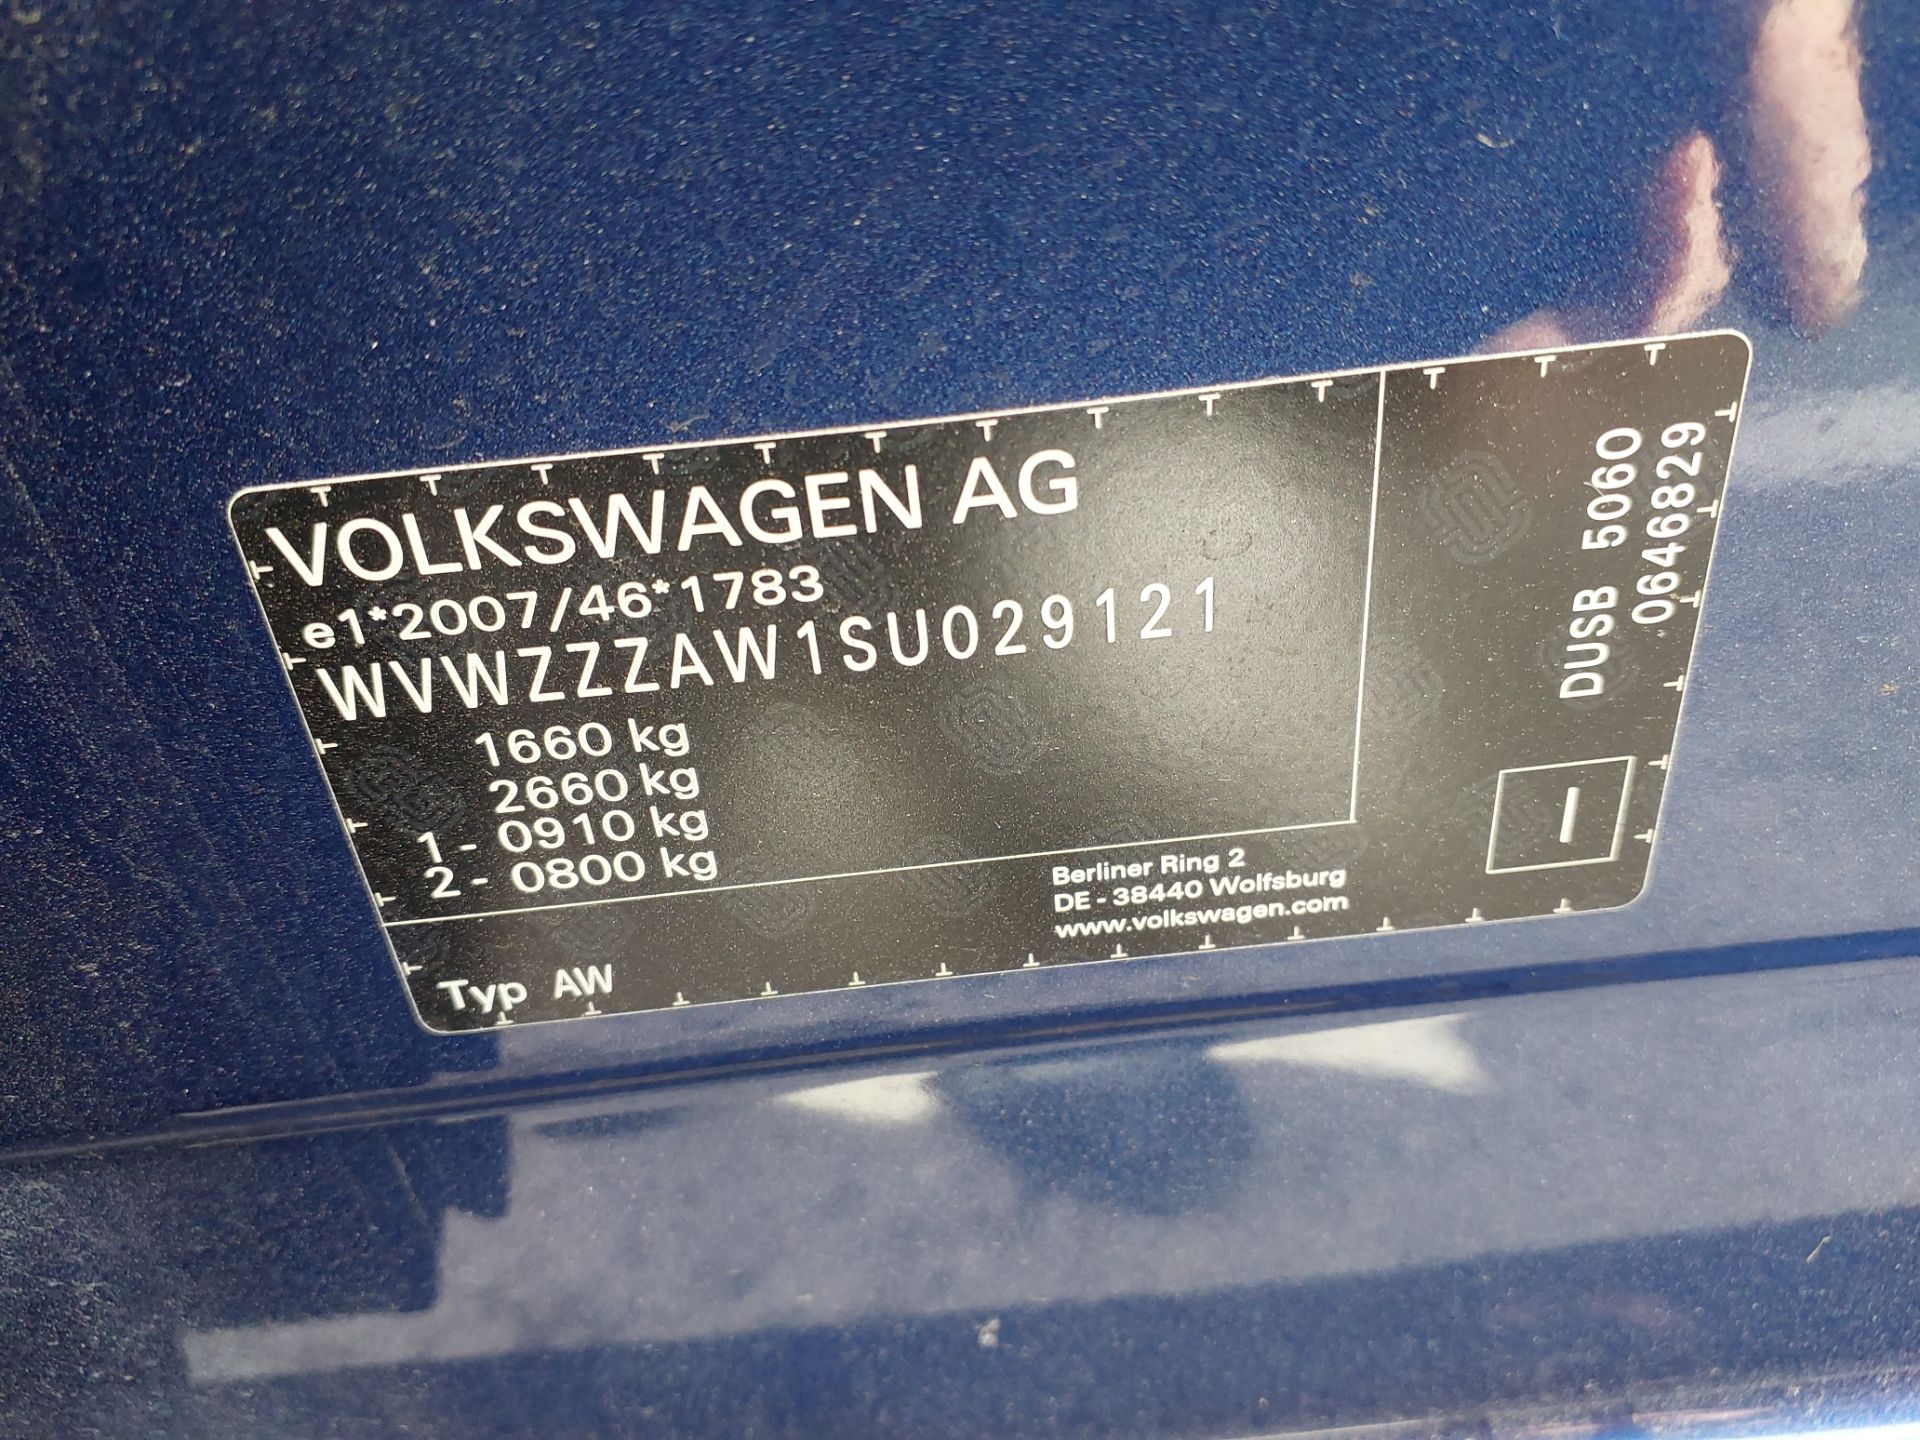 VOLKSWAGEN AG
e1*2007/46*1783
WVWZZZAW1SU029121
1660 kg
2660 kg
1 - 0910 kg
2 - 0800 kg
Typ AW
Berliner Ring 2
DE - 38440 Wolfsburg
www.volkswagen.com
DUSB 5060
0646829
I